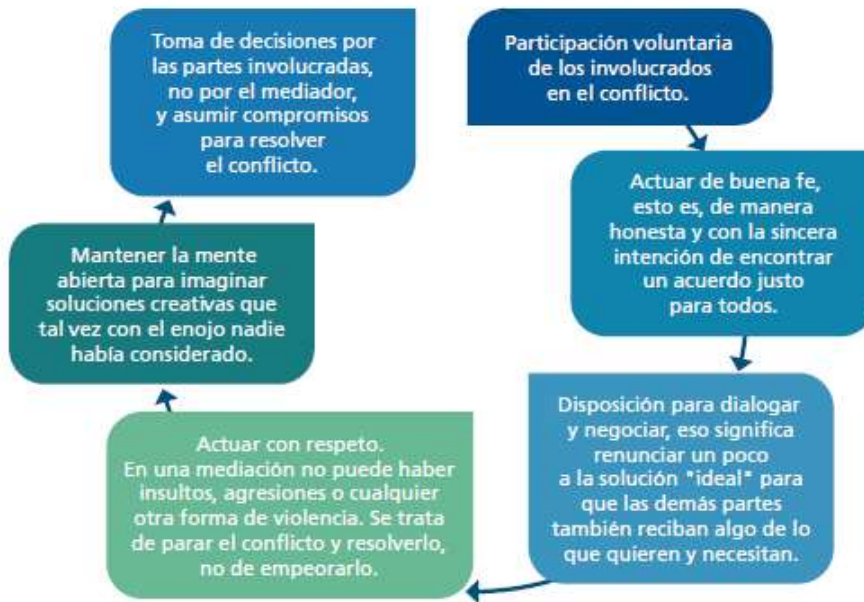 Participación voluntaria
de los involucrados
en el conflicto.
Actuar de buena fe,
esto es, de manera
honesta y con la sincera
intención de encontrar
un acuerdo justo
para todos.
Disposición para dialogar
y negociar, eso significa
renunciar un poco
a la solución "ideal" para
que las demás partes
también reciban algo de lo
que quieren y necesitan.
Actuar con respeto.
En una mediación no puede haber
insultos, agresiones o cualquier
otra forma de violencia. Se trata
de parar el conflicto y resolverlo,
no de empeorarlo.
Mantener la mente
abierta para imaginar
soluciones creativas que
tal vez con el enojo nadie
había considerado.
Toma de decisiones por
las partes involucradas,
no por el mediador,
y asumir compromisos
para resolver
el conflicto.